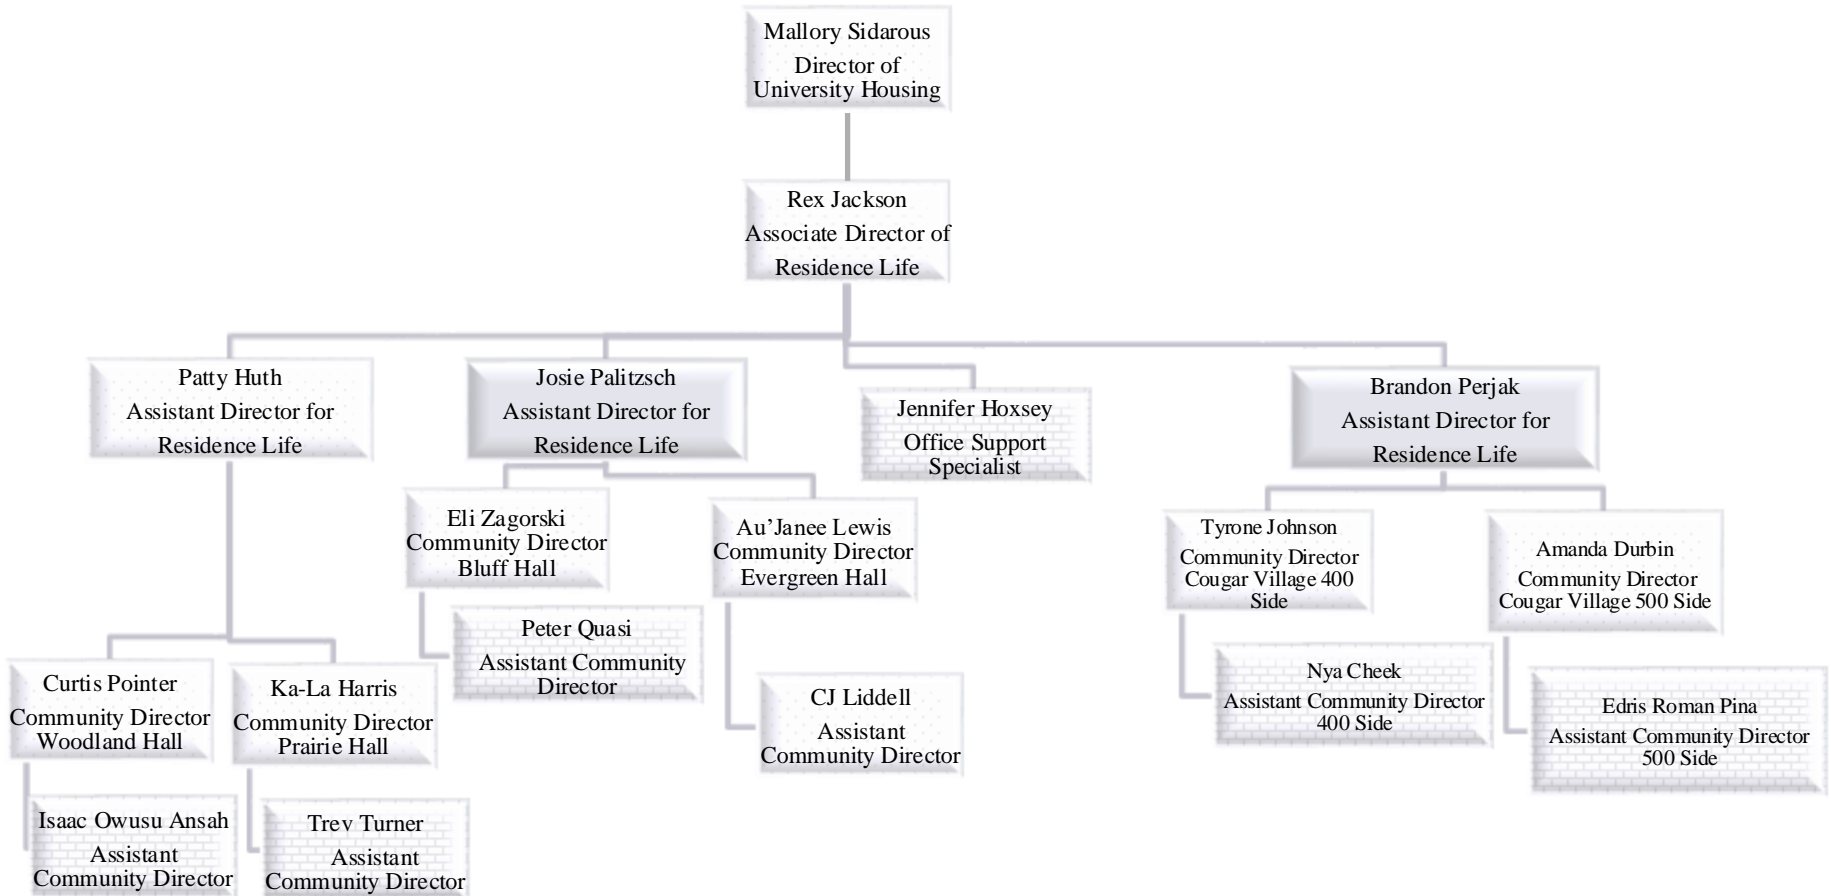 Mallory Sidarous
Director of
University Housing
Rex Jackson
Associate Director of
Residence Life
Patty Huth
Assistant Director for
Residence Life
Josie Palitzsch
Assistant Director for
Residence Life
Jennifer Hoxsey
Office Support
Specialist
Brandon Perjak
Assistant Director for
Residence Life
Eli Zagorski
Community Director
Bluff Hall
Au’Janee Lewis
Community Director
Evergreen Hall
Tyrone Johnson
Community Director
Cougar Village 400
Side
Amanda Durbin
Community Director
Cougar Village 500 Side
Peter Quasi
Assistant Community
Director
Curtis Pointer
Community Director
Woodland Hall
Ka-La Harris
Community Director
Prairie Hall
CJ Liddell
Assistant
Community Director
Nya Cheek
Assistant Community Director
400 Side
Edris Roman Pina
Assistant Community Director
500 Side
Isaac Owusu Ansah
Assistant
Community Director
Trev Turner
Assistant
Community Director